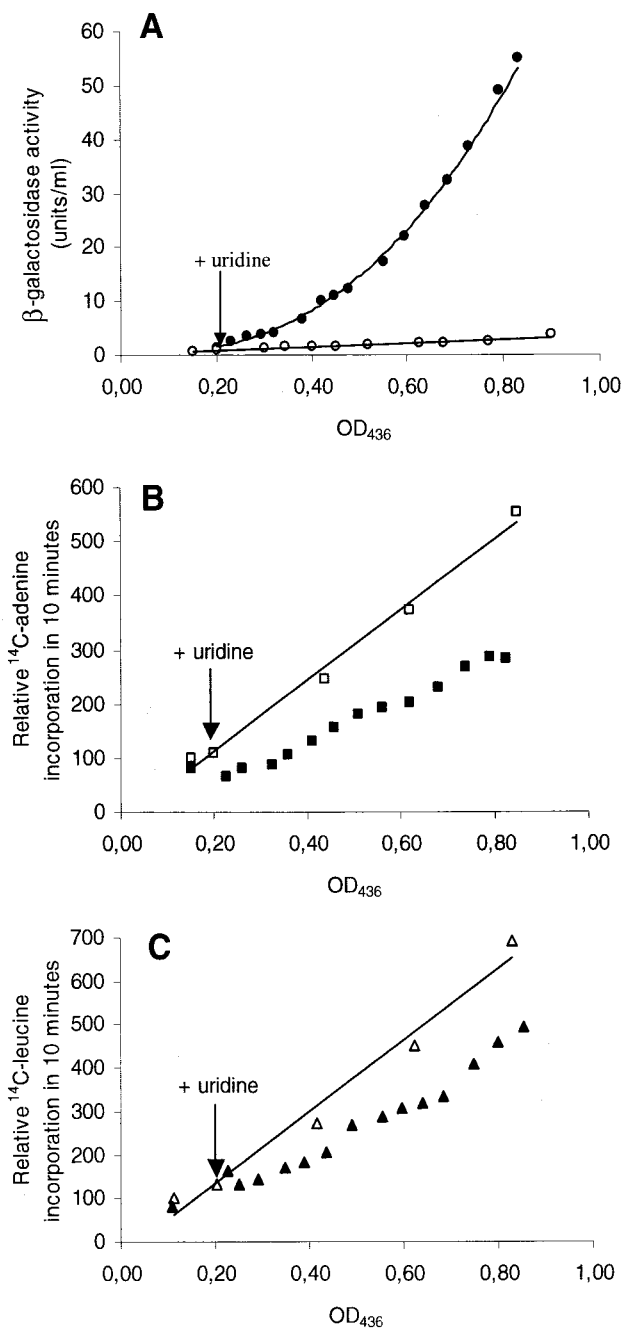 A
60
50
40
30
20
10
0
β-galactosidase activity
(units/ml)
+ uridine
0,00 0,20 0,40 0,60 0,80 1,00
OD436
B
600
500
400
300
200
100
0
Relative 14C-adenine
incorporation in 10 minutes
+ uridine
0,00 0,20 0,40 0,60 0,80 1,00
OD436
C
700
600
500
400
300
200
100
0
Relative 14C-leucine
incorporation in 10 minutes
+ uridine
0,00 0,20 0,40 0,60 0,80 1,00
OD436